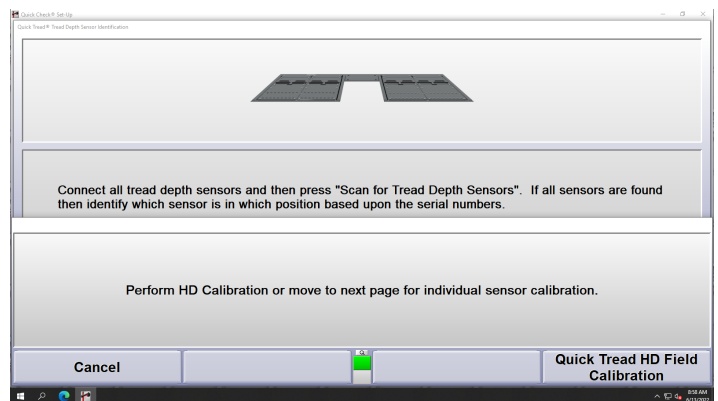 Quick Check® Set-Up
Quick Tread® Tread Depth Sensor Identification
Connect all tread depth sensors and then press "Scan for Tread Depth Sensors".  If all sensors are found
then identify which sensor is in which position based upon the serial numbers.
Perform HD Calibration or move to next page for individual sensor calibration.
Cancel
Quick Tread HD Field
Calibration
8:58 AM
6/13/2022